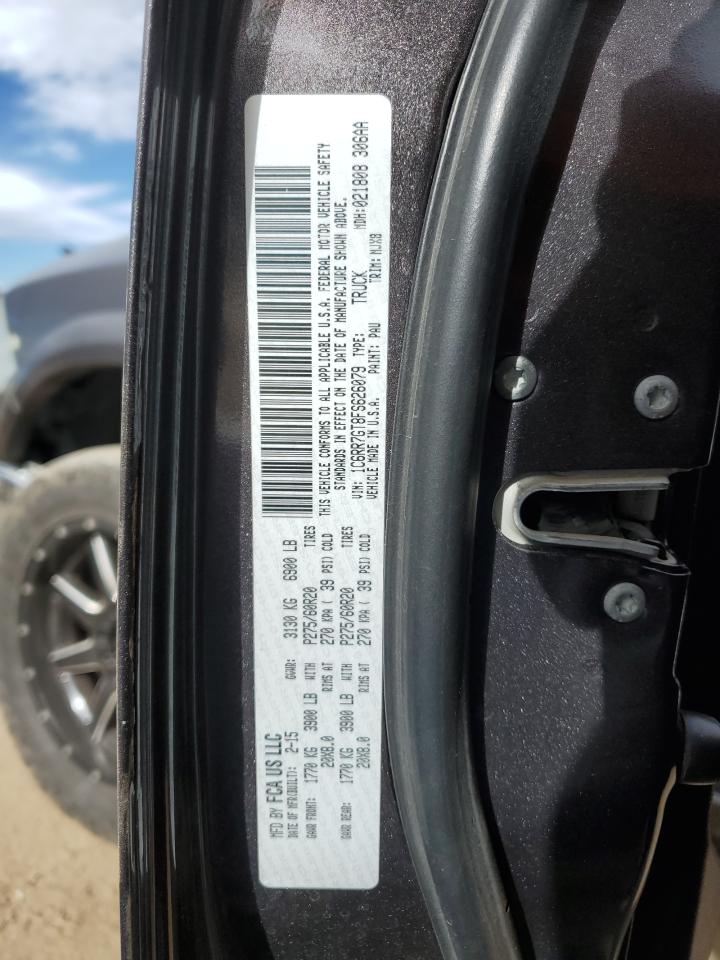 MFD BY FCA US LLC
DATE OF MFR(BUILT): 2-15 GVWR: 3130 KG 6900 LB
GAWR FRONT: 1770 KG 3900 LB WITH P275/60R20 TIRES
20X8.0 RIMS AT 270 KPA ( 39 PSI) COLD
GAWR REAR: 1770 KG 3900 LB WITH P275/60R20 TIRES
20X8.0 RIMS AT 270 KPA ( 39 PSI) COLD
THIS VEHICLE CONFORMS TO ALL APPLICABLE U.S.A. FEDERAL MOTOR VEHICLE SAFETY
STANDARDS IN EFFECT ON THE DATE OF MANUFACTURE SHOWN ABOVE.
VIN: 1C6RR7GT8FS626079 TYPE: TRUCK MDH:021808 306AA
VEHICLE MADE IN U.S.A. PAINT: PAU TRIM: MJX8